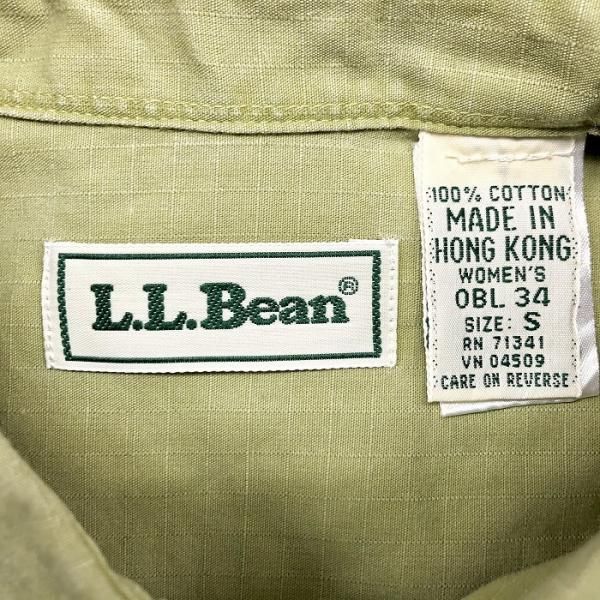 L.L.Bean®
100% COTTON
MADE IN
HONG KONG
WOMEN'S
OBL 34
SIZE: S
RN 71341
VN 04509
CARE ON REVERSE